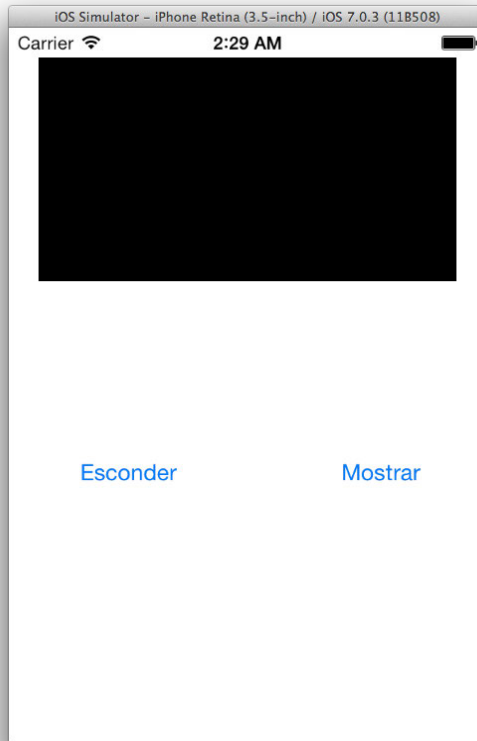 iOS Simulator - iPhone Retina (3.5-inch) / iOS 7.0.3 (11B508)
Carrier 2:29 AM
Esconder Mostrar